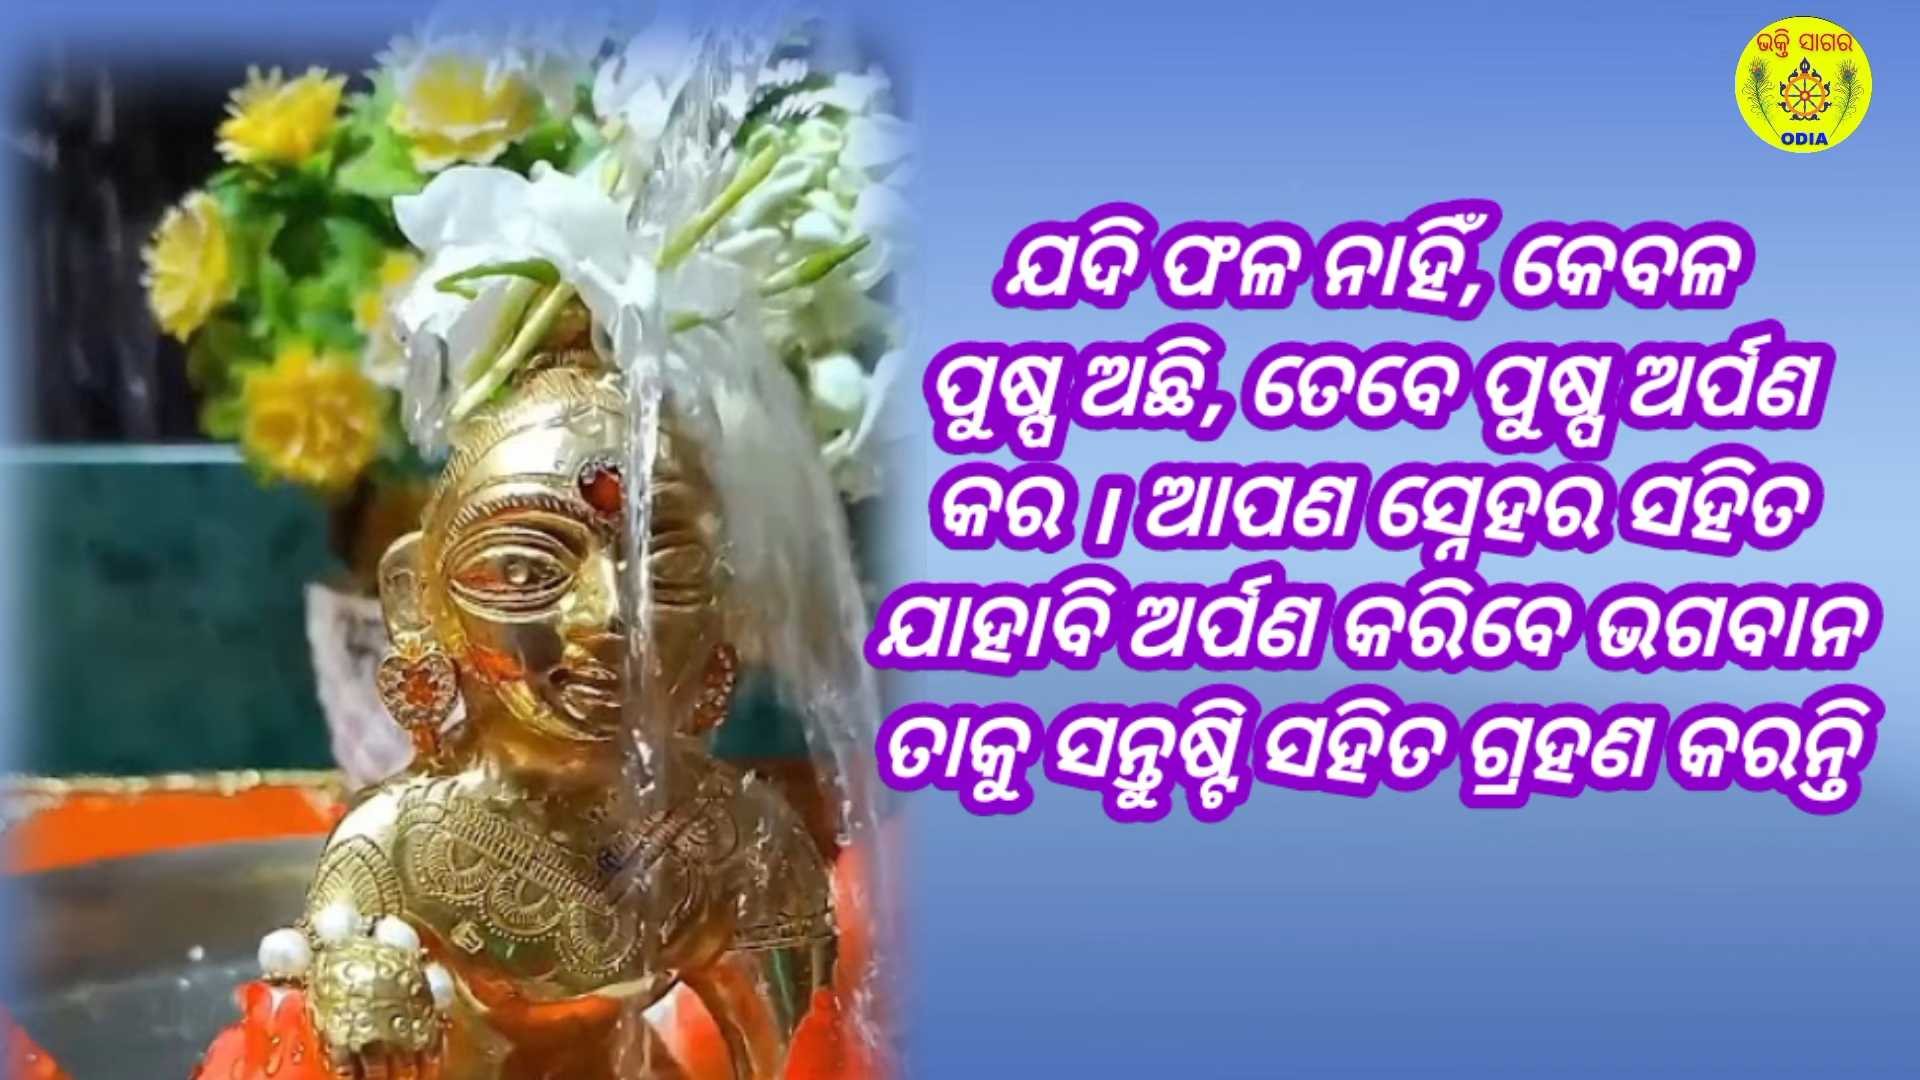 ଭକ୍ତି ସାଗର
ODIA
ଯଦି ଫଳ ନାହିଁ, କେବଳ
ପୁଷ୍ପ ଅଛି, ତେବେ ପୁଷ୍ପ ଅର୍ପଣ
କର । ଆପଣ ସ୍ନେହର ସହିତ
ଯାହାବି ଅର୍ପଣ କରିବେ ଭଗବାନ
ତାକୁ ସନ୍ତୁଷ୍ଟି ସହିତ ଗ୍ରହଣ କରନ୍ତି